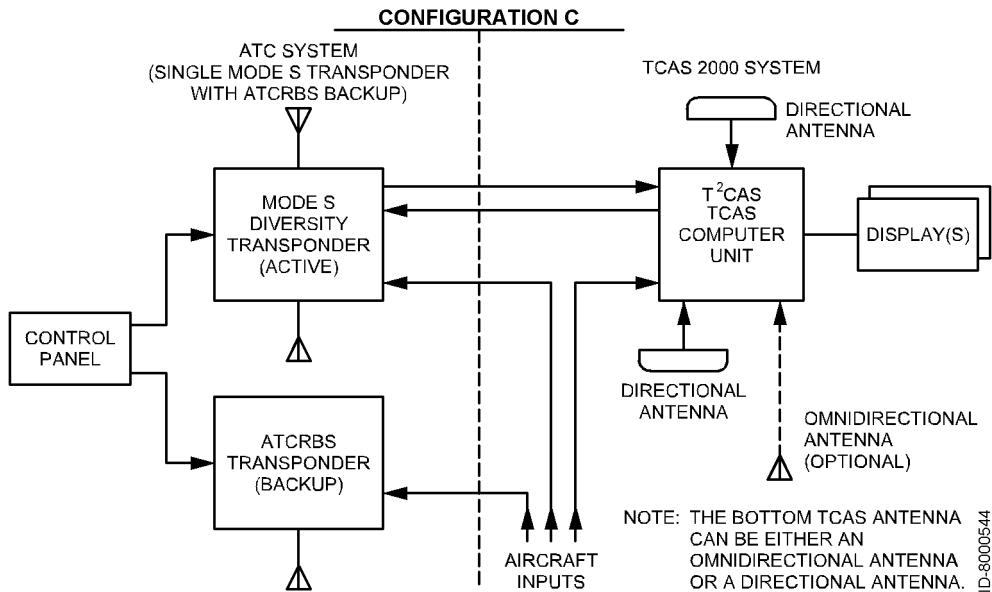 CONFIGURATION C
ATC SYSTEM
(SINGLE MODE S TRANSPONDER
WITH ATCRBS BACKUP)
TCAS 2000 SYSTEM
DIRECTIONAL
ANTENNA
MODE S
DIVERSITY
TRANSPONDER
(ACTIVE)
T²CAS
TCAS
COMPUTER
UNIT
DISPLAY(S)
CONTROL
PANEL
DIRECTIONAL
ANTENNA
ATCRBS
TRANSPONDER
(BACKUP)
OMNIDIRECTIONAL
ANTENNA
(OPTIONAL)
AIRCRAFT
INPUTS
NOTE: THE BOTTOM TCAS ANTENNA
CAN BE EITHER AN
OMNIDIRECTIONAL ANTENNA
OR A DIRECTIONAL ANTENNA.
ID-8000544